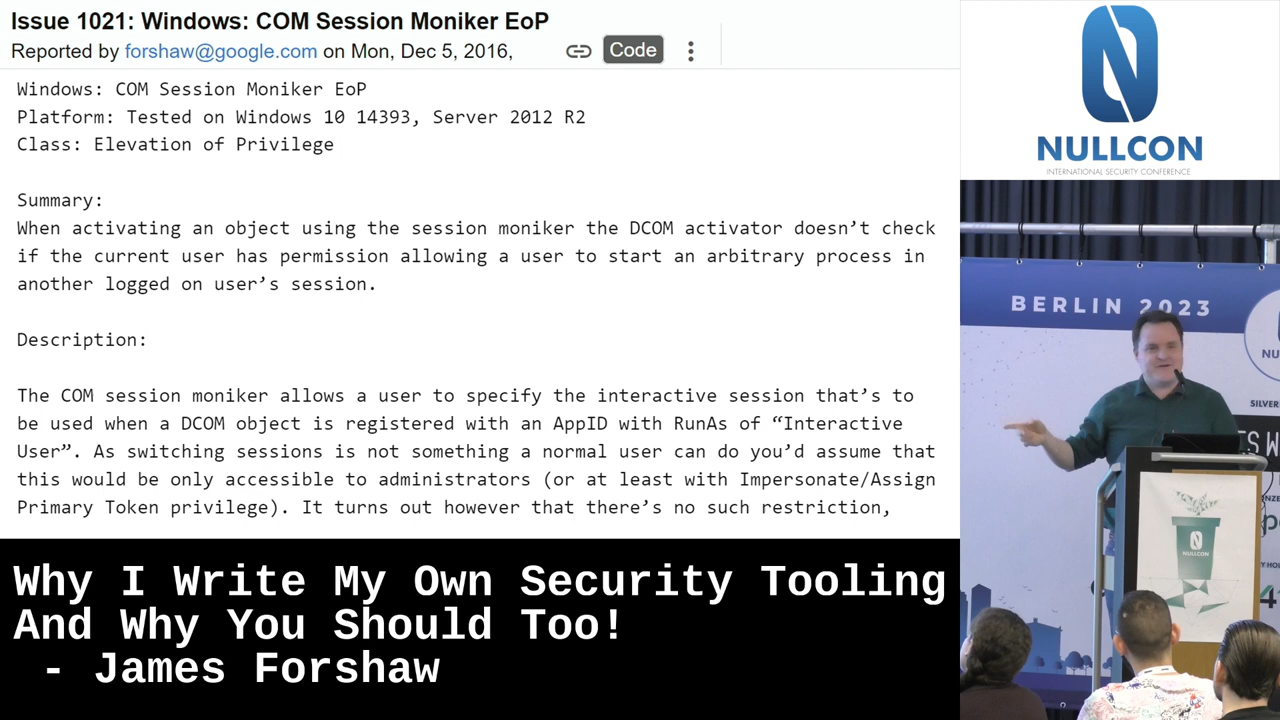 Issue 1021: Windows: COM Session Moniker EoP
Reported by forshaw@google.com on Mon, Dec 5, 2016,
Code
Windows: COM Session Moniker EoP
Platform: Tested on Windows 10 14393, Server 2012 R2
Class: Elevation of Privilege
Summary:
When activating an object using the session moniker the DCOM activator doesn’t check
if the current user has permission allowing a user to start an arbitrary process in
another logged on user’s session.
Description:
The COM session moniker allows a user to specify the interactive session that’s to
be used when a DCOM object is registered with an AppID with RunAs of “Interactive
User”. As switching sessions is not something a normal user can do you’d assume that
this would be only accessible to administrators (or at least with Impersonate/Assign
Primary Token privilege). It turns out however that there’s no such restriction,
Why I Write My Own Security Tooling
And Why You Should Too!
- James Forshaw
NULLCON
INTERNATIONAL SECURITY CONFERENCE
BERLIN 2023
NU
SILVER
NULLCON